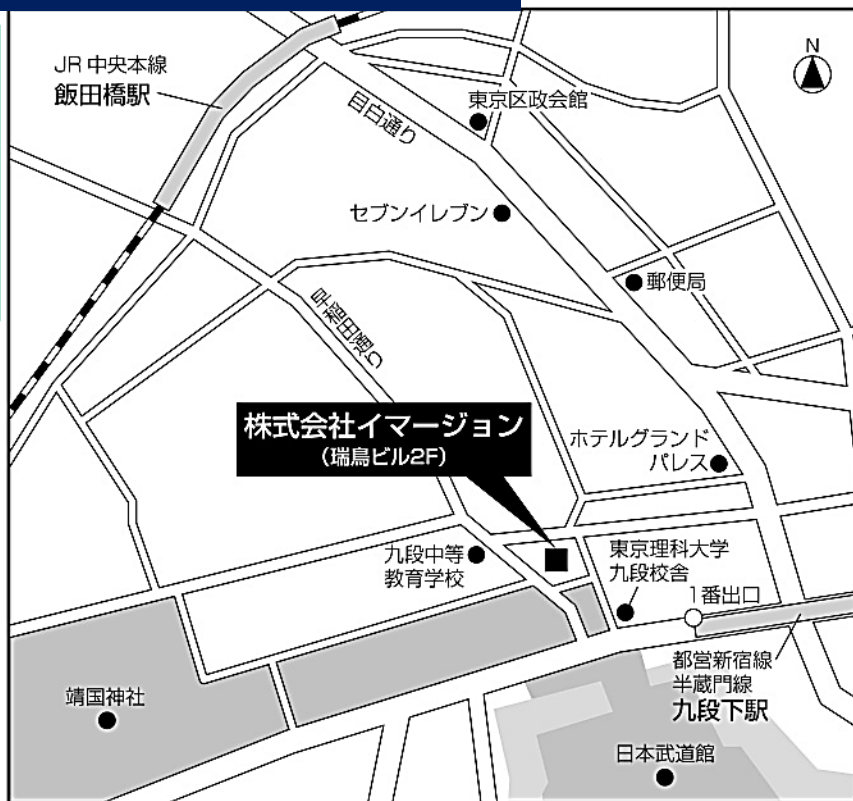 N
JR 中央本線
飯田橋駅
目白通り
東京区政会館
セブンイレブン
郵便局
早稲田通り
株式会社イマージョン
(瑞鳥ビル2F)
ホテルグランド
パレス
九段中等
教育学校
東京理科大学
九段校舎
1番出口
都営新宿線
半蔵門線
九段下駅
靖国神社
日本武道館